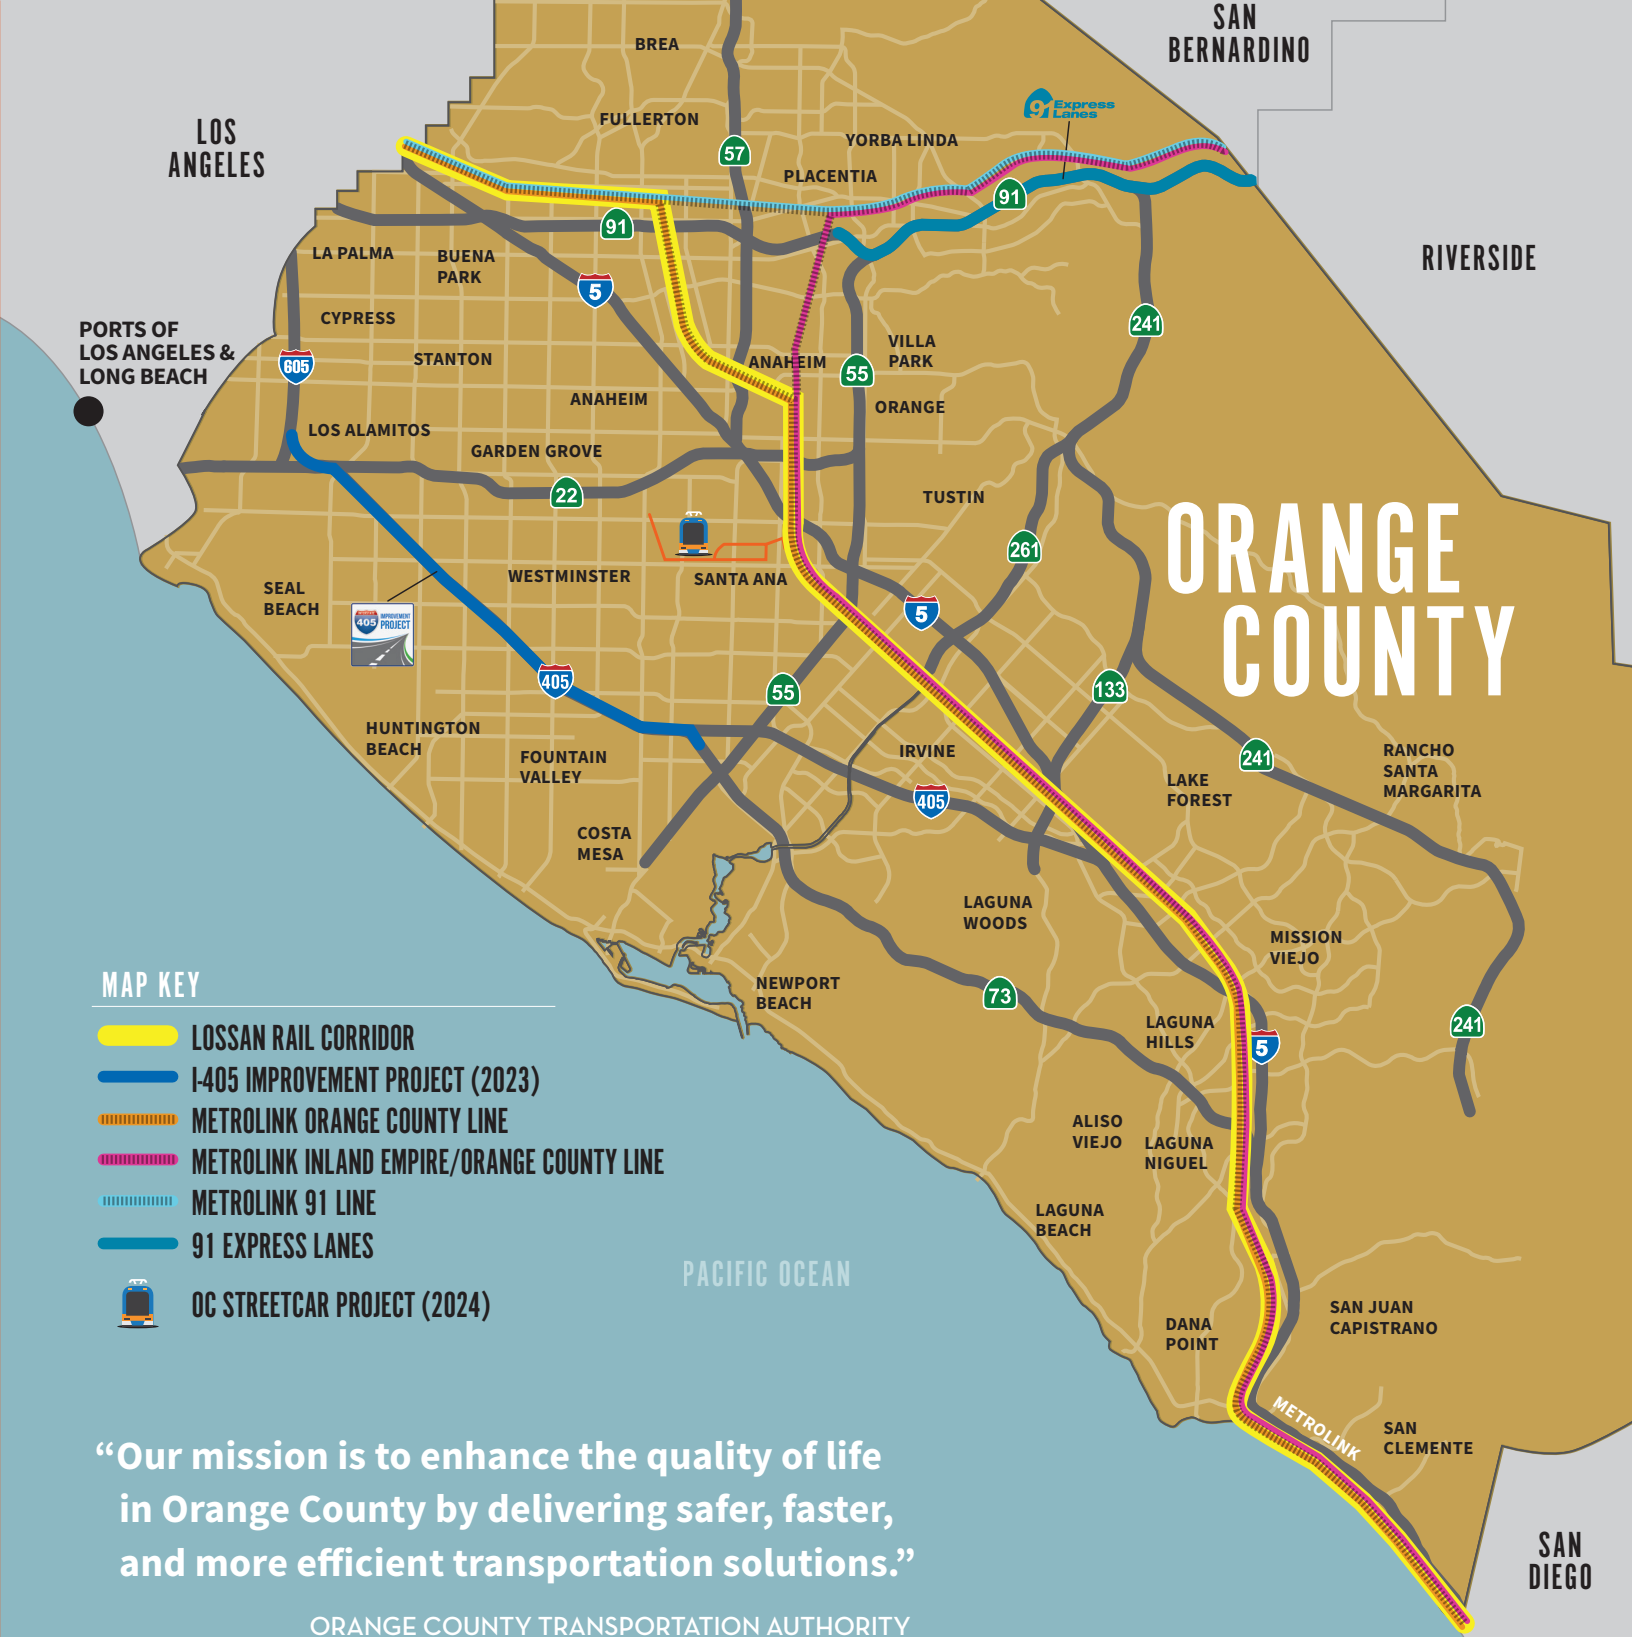 SAN
BERNARDINO
BREA
91 Express
Lanes
FULLERTON
LOS
ANGELES
57
YORBA LINDA
PLACENTIA
91
91
LA PALMA
BUENA
PARK
RIVERSIDE
5
CYPRESS
241
PORTS OF
LOS ANGELES &
LONG BEACH
605
STANTON
ANAHEIM
VILLA
PARK
55
ANAHEIM
ORANGE
LOS ALAMITOS
GARDEN GROVE
22
TUSTIN
ORANGE
COUNTY
261
WESTMINSTER
SANTA ANA
SEAL
BEACH
405 IMPROVEMENT
PROJECT
5
405
55
133
HUNTINGTON
BEACH
FOUNTAIN
VALLEY
IRVINE
241
RANCHO
SANTA
MARGARITA
LAKE
FOREST
405
COSTA
MESA
LAGUNA
WOODS
MISSION
VIEJO
NEWPORT
BEACH
73
LAGUNA
HILLS
5
241
ALISO
VIEJO
LAGUNA
NIGUEL
LAGUNA
BEACH
PACIFIC OCEAN
SAN JUAN
CAPISTRANO
DANA
POINT
METROLINK
SAN
CLEMENTE
SAN
DIEGO
MAP KEY
LOSSAN RAIL CORRIDOR
I-405 IMPROVEMENT PROJECT (2023)
METROLINK ORANGE COUNTY LINE
METROLINK INLAND EMPIRE/ORANGE COUNTY LINE
METROLINK 91 LINE
91 EXPRESS LANES
OC STREETCAR PROJECT (2024)
“Our mission is to enhance the quality of life
in Orange County by delivering safer, faster,
and more efficient transportation solutions.”
ORANGE COUNTY TRANSPORTATION AUTHORITY